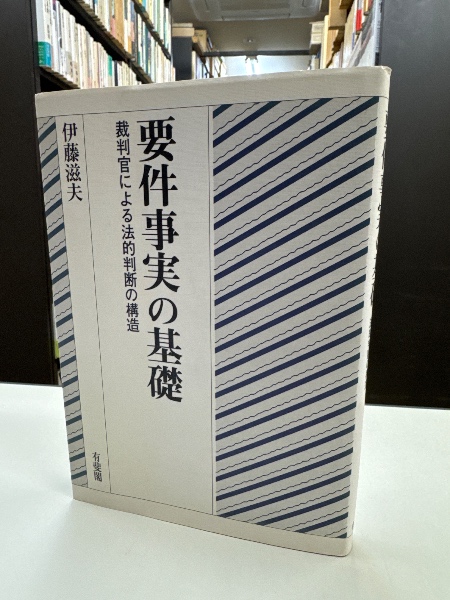 要件事実の基礎
裁判官による法的判断の構造
伊藤滋夫
有斐閣